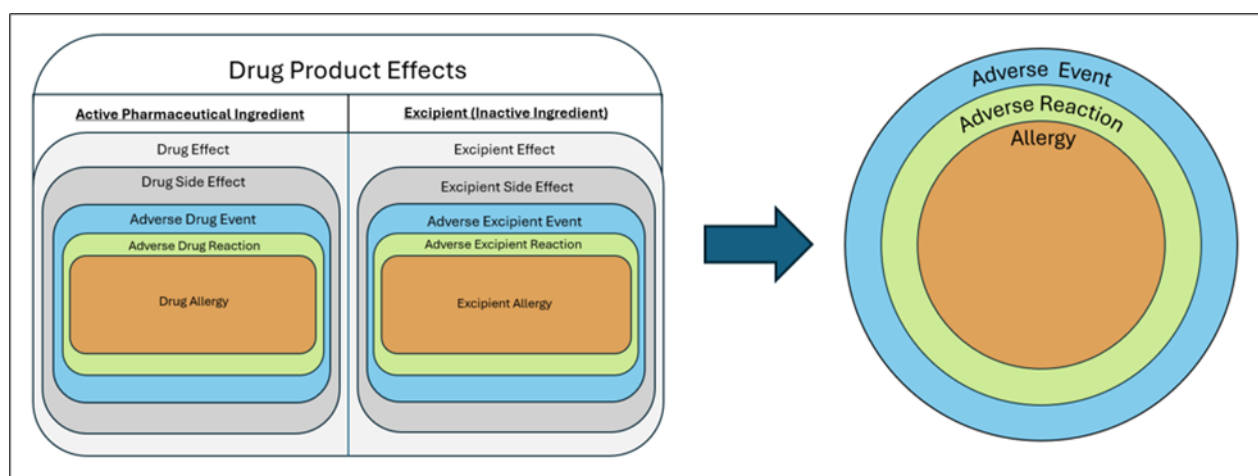 Drug Product Effects
Active Pharmaceutical Ingredient
Excipient (Inactive Ingredient)
Drug Effect
Drug Side Effect
Adverse Drug Event
Adverse Drug Reaction
Drug Allergy
Excipient Effect
Excipient Side Effect
Adverse Excipient Event
Adverse Excipient Reaction
Excipient Allergy
Adverse Event
Adverse Reaction
Allergy